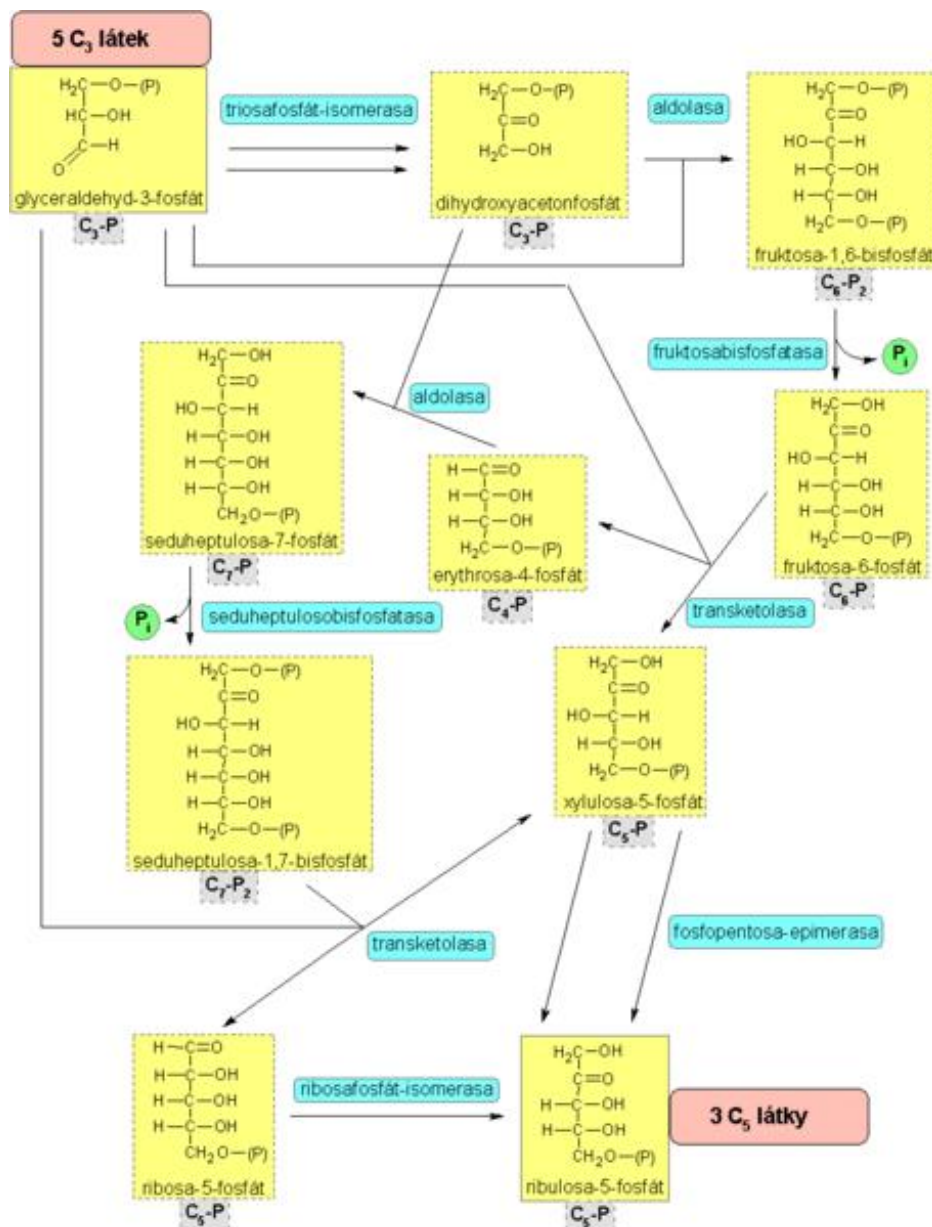 5 C₃ látek
H₂C—O—(P)
HC—OH
C—H
O
glyceraldehyd-3-fosfát
C₃-P
triosafosfát-isomerasa
H₂C—O—(P)
C=O
H₂C—OH
dihydroxyacetonfosfát
C₃-P
aldolasa
H₂C—O—(P)
C=O
HO—C—H
H—C—OH
H—C—OH
H₂C—O—(P)
fruktosa-1,6-bisfosfát
C₆-P₂
fruktosabisfosfatasa
Pᵢ
H₂C—OH
C=O
HO—C—H
H—C—OH
H—C—OH
H—C—OH
CH₂O—(P)
seduheptulosa-7-fosfát
C₇-P
aldolasa
H—C=O
H—C—OH
H—C—OH
H₂C—O—(P)
erythrosa-4-fosfát
C₄-P
H₂C—OH
C=O
HO—C—H
H—C—OH
H—C—OH
H₂C—O—(P)
fruktosa-6-fosfát
C₆-P
Pᵢ
seduheptulosobisfosfatasa
transketolasa
H₂C—O—(P)
C=O
HO—C—H
H—C—OH
H—C—OH
H—C—OH
H₂C—O—(P)
seduheptulosa-1,7-bisfosfát
C₇-P₂
H₂C—OH
C=O
HO—C—H
H—C—OH
H₂C—O—(P)
xylulosa-5-fosfát
C₅-P
transketolasa
fosfopentosa-epimerasa
H—C=O
H—C—OH
H—C—OH
H—C—OH
CH₂O—(P)
ribosa-5-fosfát
C₅-P
ribosafosfát-isomerasa
H₂C—OH
C=O
H—C—OH
H—C—OH
CH₂O—(P)
ribulosa-5-fosfát
C₅-P
3 C₅ látky